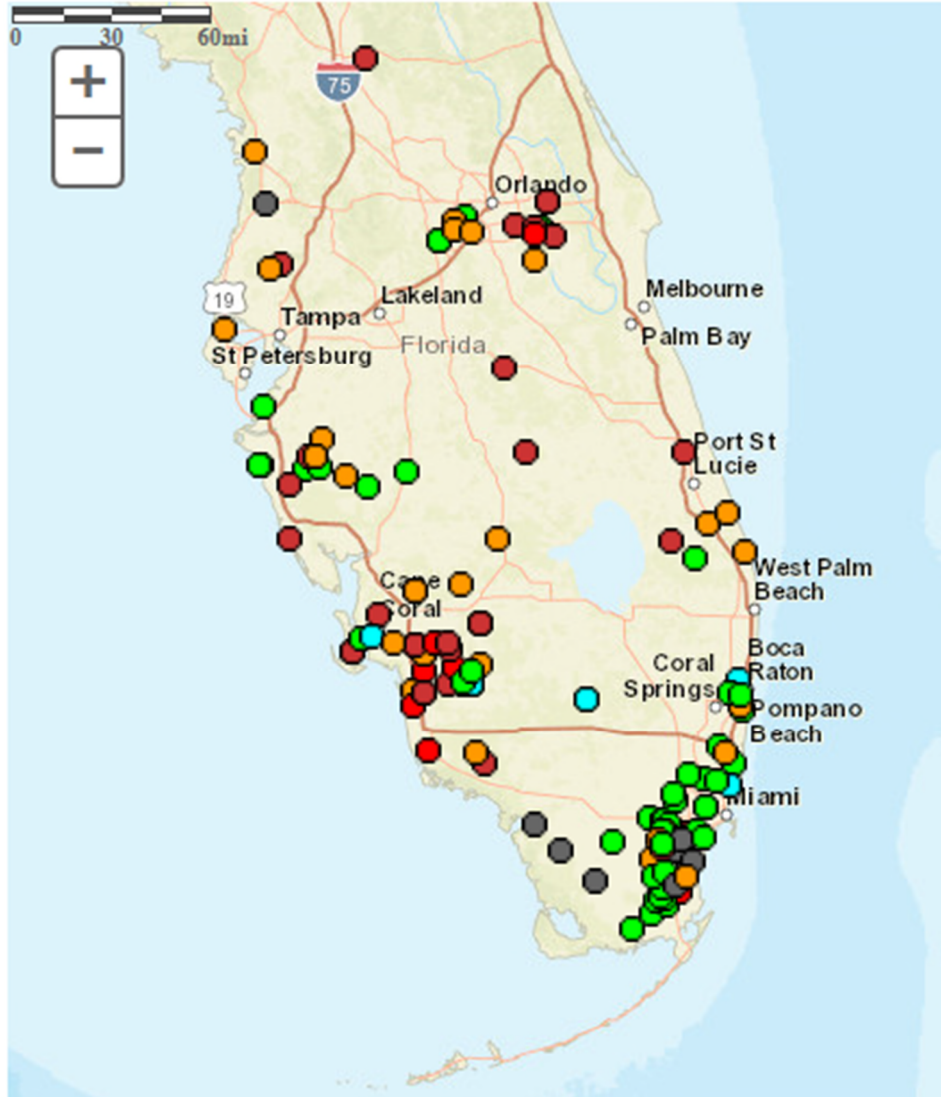 0 30 60mi
+
75
−
Orlando
Melbourne
Lakeland
19
Tampa
Palm Bay
Florida
St Petersburg
Port St
Lucie
West Palm
Beach
Cape
Coral
Boca
Raton
Coral
Springs
Pompano
Beach
Miami